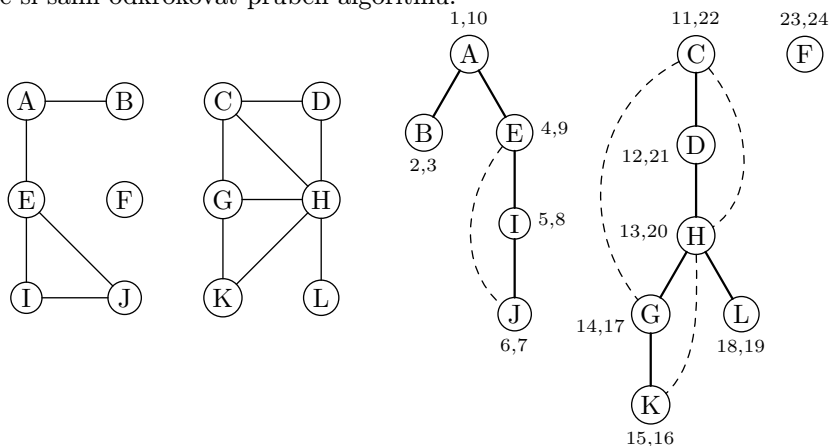 si sami odkrokovat průběh algoritmu.
1,10 11,22 23,24
A C F
A B C D
B E 4,9
2,3
12,21 D
E F G H
I 5,8
13,20 H
I J K L
J
6,7
14,17 G L
18,19
K
15,16